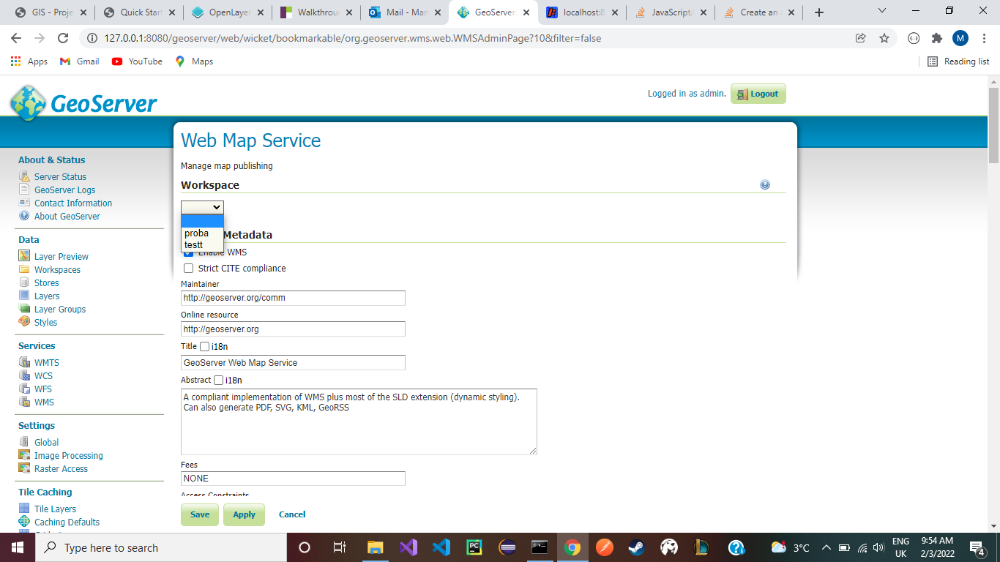 GIS - Proje
Quick Start
OpenLayer
Walkthrou
Mail - Mar
GeoServer
localhost:8
JavaScript/
Create an
127.0.0.1:8080/geoserver/web/wicket/bookmarkable/org.geoserver.wms.web.WMSAdminPage?10&filter=false
M
Apps
Gmail
YouTube
Maps
Reading list
GeoServer
Logged in as admin.
Logout
About & Status
Server Status
GeoServer Logs
Contact Information
About GeoServer
Data
Layer Preview
Workspaces
Stores
Layers
Layer Groups
Styles
Services
WMTS
WCS
WFS
WMS
Settings
Global
Image Processing
Raster Access
Tile Caching
Tile Layers
Caching Defaults
Web Map Service
Manage map publishing
Workspace
proba
testt
Metadata
Enable WMS
Strict CITE compliance
Maintainer
http://geoserver.org/comm
Online resource
http://geoserver.org
Title i18n
GeoServer Web Map Service
Abstract i18n
A compliant implementation of WMS plus most of the SLD extension (dynamic styling).
Can also generate PDF, SVG, KML, GeoRSS
Fees
NONE
Access Constraints
Save
Apply
Cancel
Type here to search
PC
3°C
ENG
UK
9:54 AM
2/3/2022
4